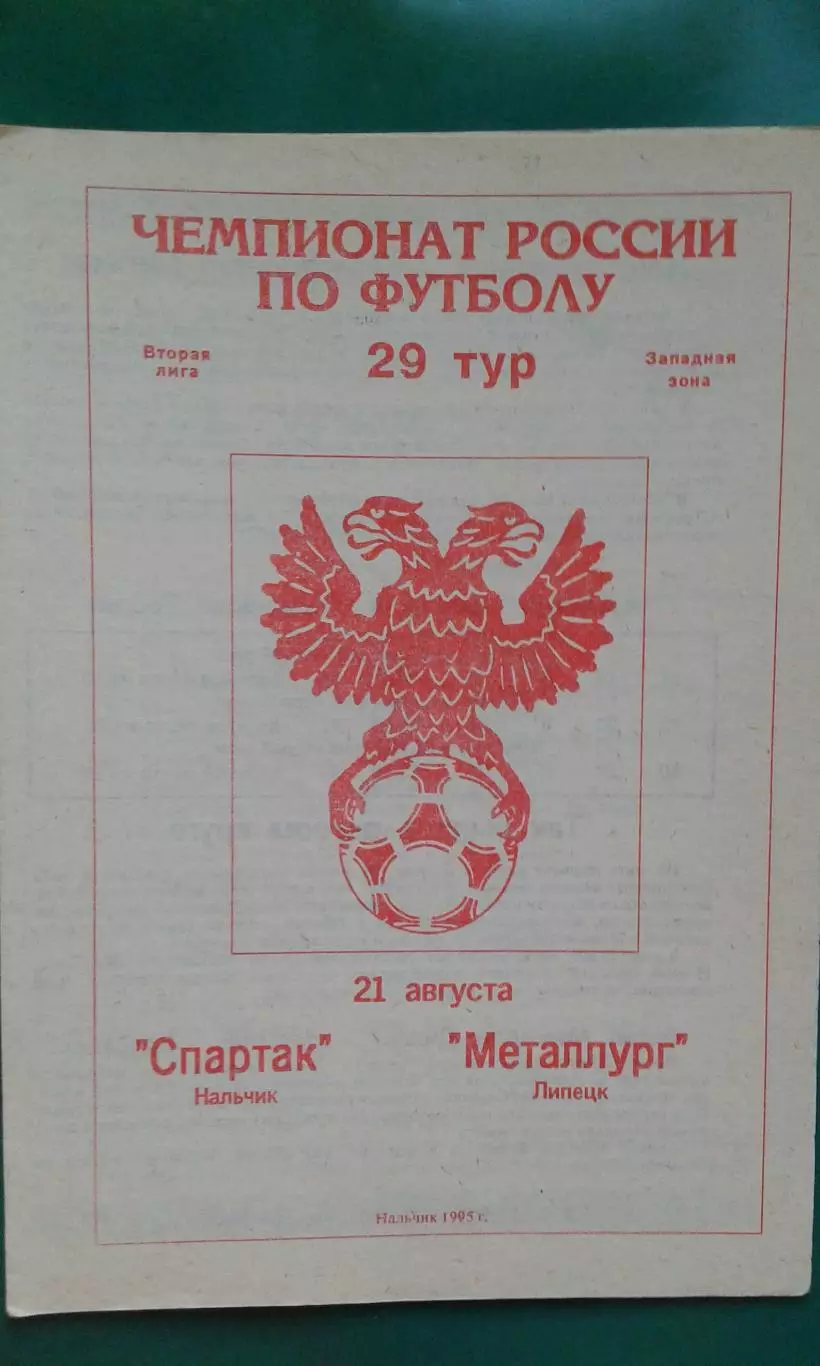 ЧЕМПИОНАТ РОССИИ
ПО ФУТБОЛУ
Вторая
лига
29 тур
Западная
зона
21 августа
"Спартак"
Нальчик
"Металлург"
Липецк
Нальчик 1995 г.